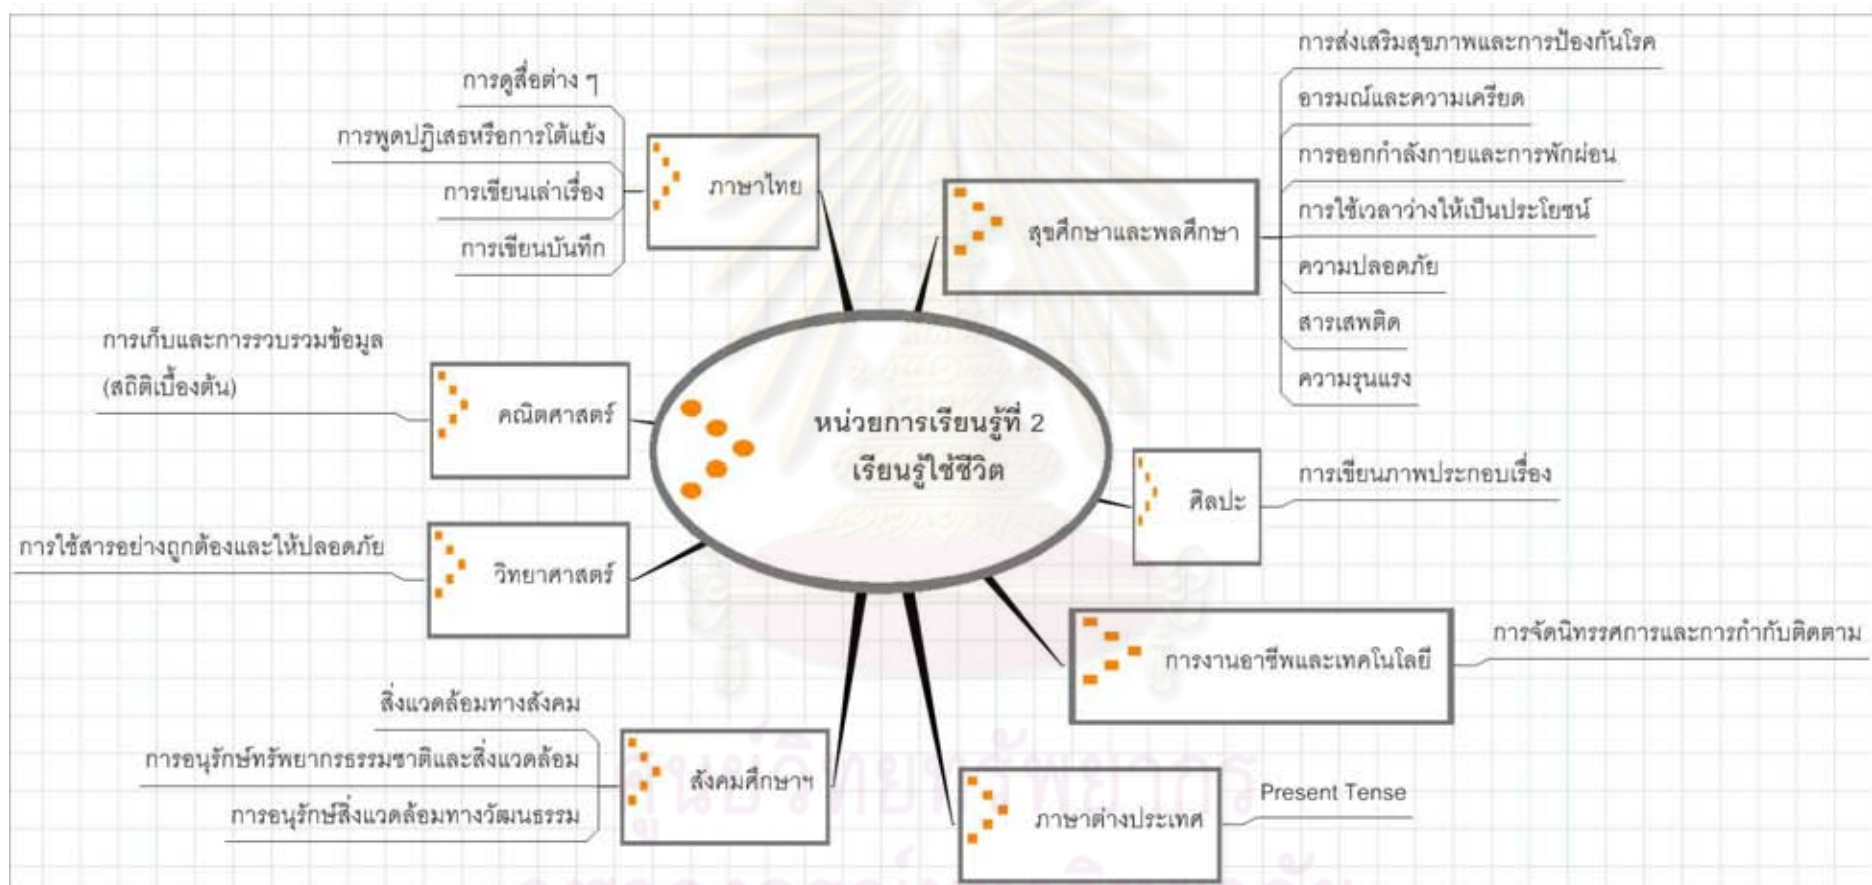 การดูสื่อต่าง ๆ
การพูดปฏิเสธหรือการโต้แย้ง
การเขียนเล่าเรื่อง
การเขียนบันทึก
ภาษาไทย
การส่งเสริมสุขภาพและการป้องกันโรค
อารมณ์และความเครียด
การออกกำลังกายและการพักผ่อน
การใช้เวลาว่างให้เป็นประโยชน์
ความปลอดภัย
สารเสพติด
ความรุนแรง
สุขศึกษาและพลศึกษา
การเก็บและการรวบรวมข้อมูล
(สถิติเบื้องต้น)
คณิตศาสตร์
หน่วยการเรียนรู้ที่ 2
เรียนรู้ใช้ชีวิต
ศิลปะ
การเขียนภาพประกอบเรื่อง
การใช้สารอย่างถูกต้องและให้ปลอดภัย
วิทยาศาสตร์
การงานอาชีพและเทคโนโลยี
การจัดนิทรรศการและการกำกับติดตาม
สิ่งแวดล้อมทางสังคม
การอนุรักษ์ทรัพยากรธรรมชาติและสิ่งแวดล้อม
การอนุรักษ์สิ่งแวดล้อมทางวัฒนธรรม
สังคมศึกษาฯ
ภาษาต่างประเทศ
Present Tense
ศูนย์วิทยทรัพยากร